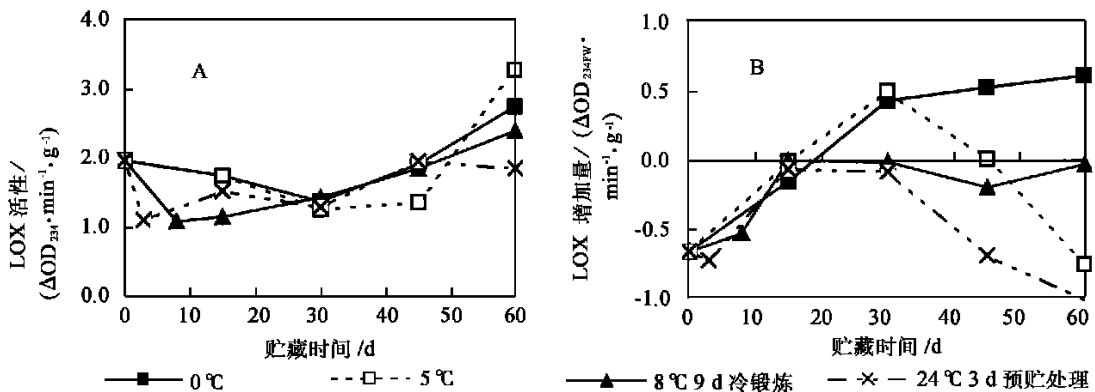 4.0
3.0
2.0
1.0
0.0
A
LOX 活性/
(ΔOD₂₃₄·min⁻¹·g⁻¹)
0 10 20 30 40 50 60
贮藏时间 /d
1.0
0.5
0.0
-0.5
-1.0
B
LOX 增加量/ (ΔOD₂₃₄FW·
min⁻¹·g⁻¹)
0 10 20 30 40 50 60
贮藏时间/d
0 ℃ 5 ℃ 8 ℃ 9 d 冷锻炼 24 ℃ 3 d 预贮处理